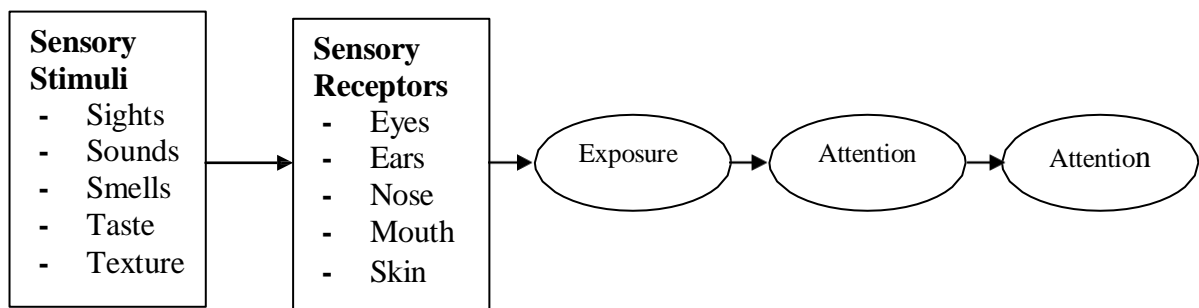 Sensory
Stimuli
- Sights
- Sounds
- Smells
- Taste
- Texture
Sensory
Receptors
- Eyes
- Ears
- Nose
- Mouth
- Skin
Exposure
Attention
Attention